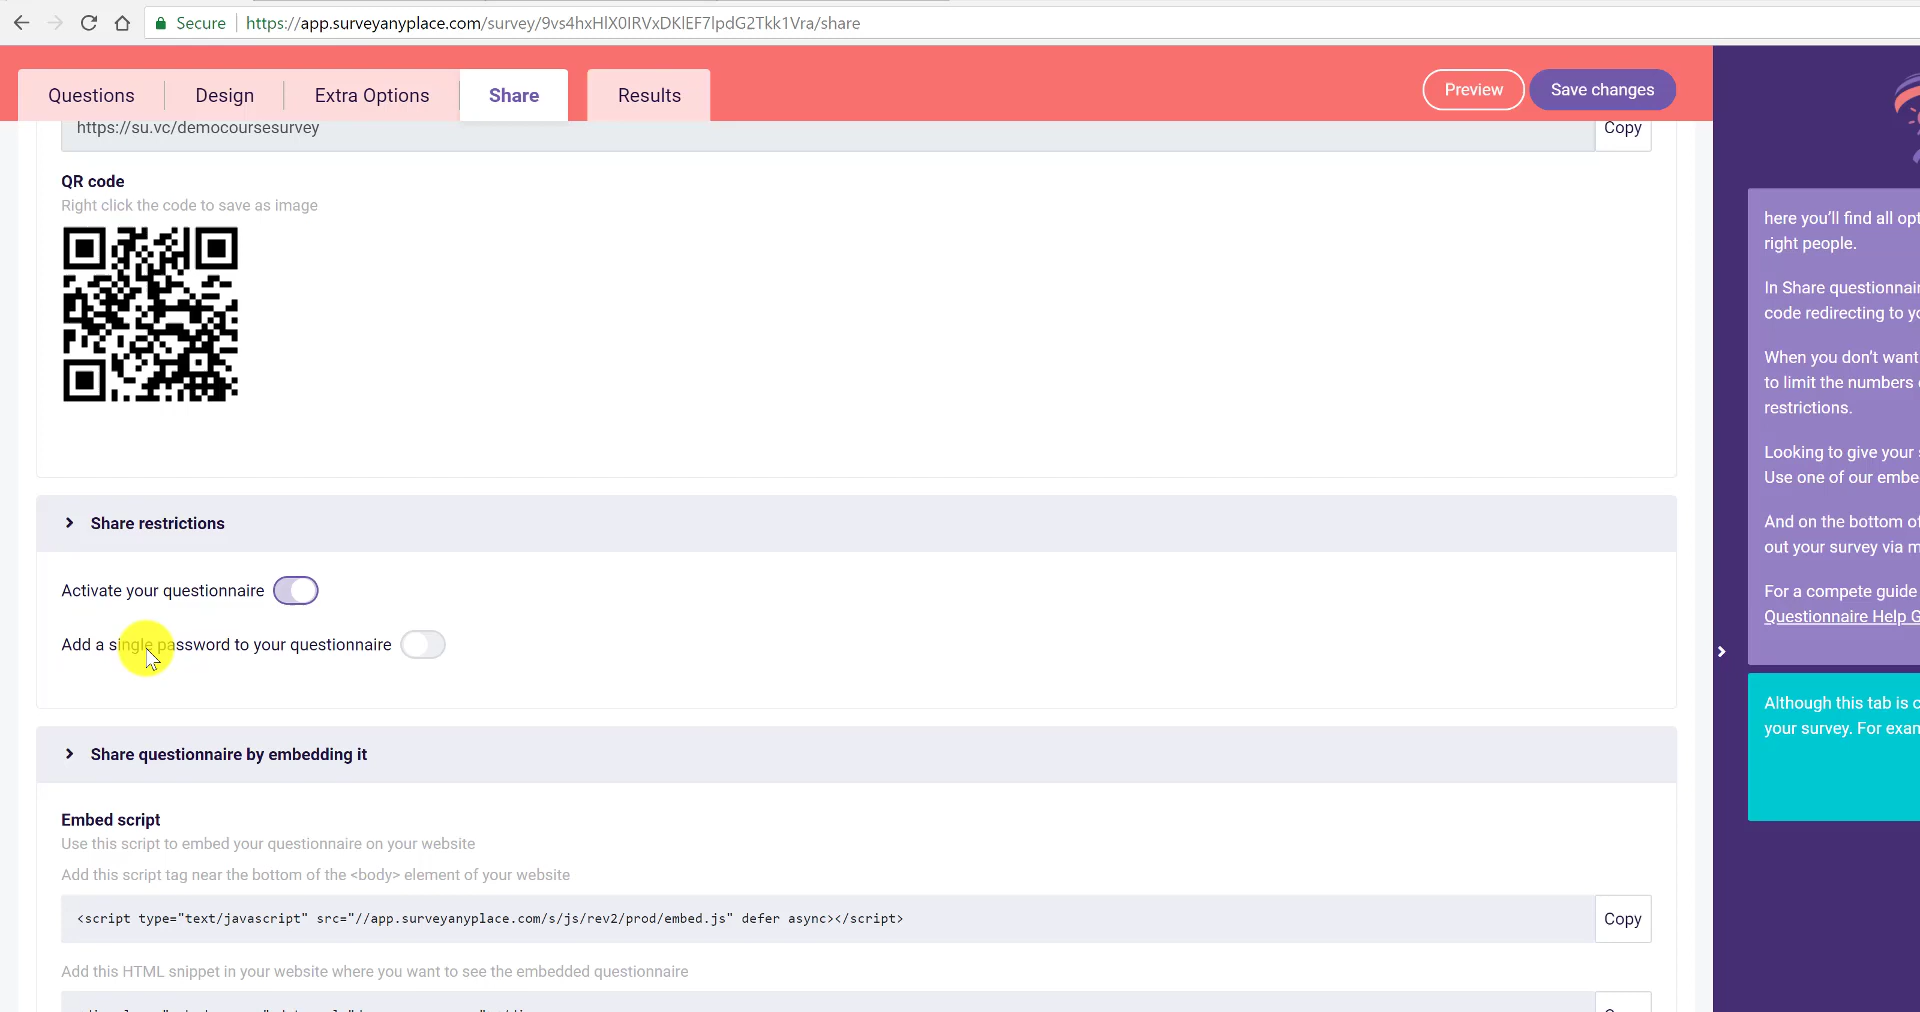 Secure https://app.surveyanyplace.com/survey/9vs4hxHlX0IRVxDKlEF7lpdG2Tkk1Vra/share
Questions
Design
Extra Options
Share
Results
Preview
Save changes
https://su.vc/democoursesurvey
Copy
QR code
Right click the code to save as image
Share restrictions
Activate your questionnaire
Add a single password to your questionnaire
Share questionnaire by embedding it
Embed script
Use this script to embed your questionnaire on your website
Add this script tag near the bottom of the <body> element of your website
<script type="text/javascript" src="//app.surveyanyplace.com/s/js/rev2/prod/embed.js" defer async></script>
Copy
Add this HTML snippet in your website where you want to see the embedded questionnaire
here you'll find all
right people.
In Share
code redirecting to
When you don't want
to limit the numbers
restrictions.
Looking to give your
Use one of our
And on the bottom
out your survey via
For a compete guide
Questionnaire Help
Although this tab is
your survey. For